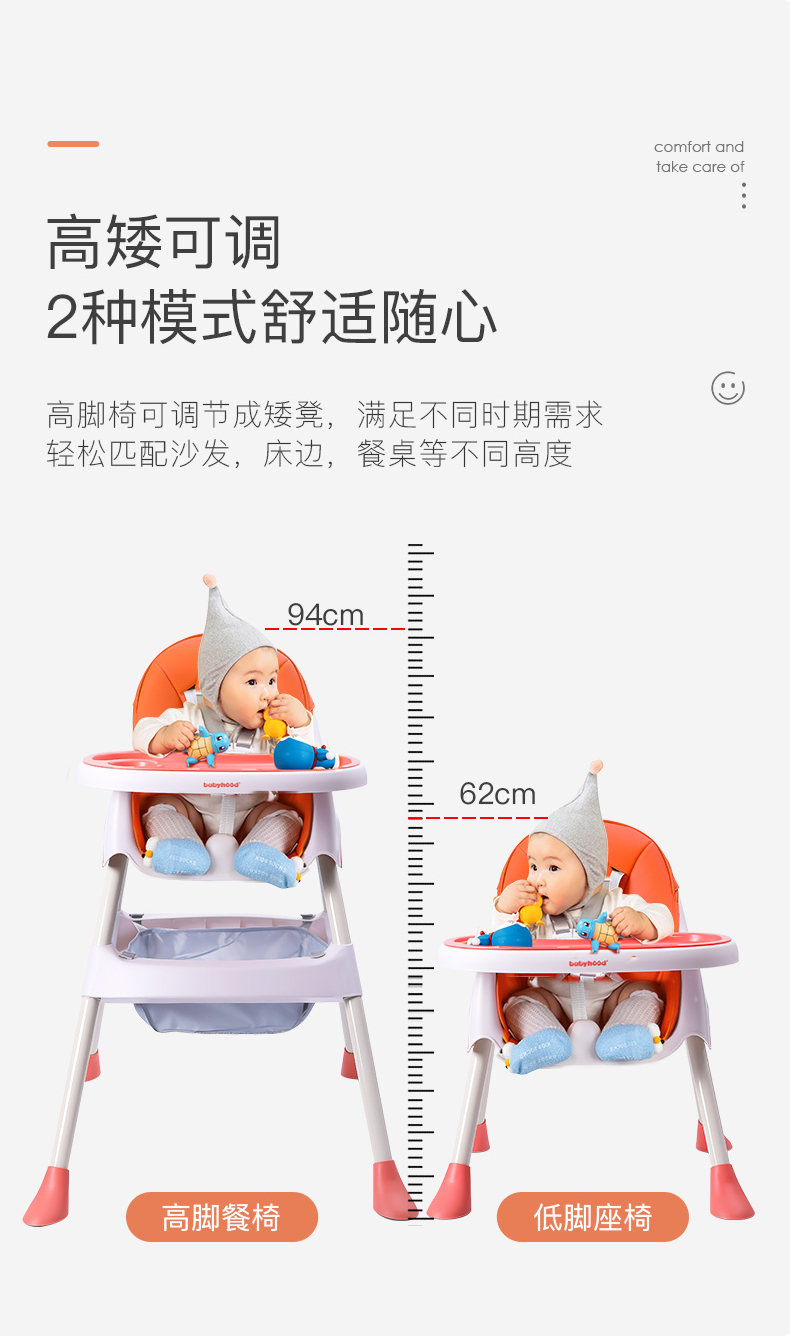 comfort and
take care of
高矮可调
2种模式舒适随心
高脚椅可调节成矮凳，满足不同时期需求
轻松匹配沙发，床边，餐桌等不同高度
94cm
62cm
babyhood
babyhood
高脚餐椅
低脚座椅